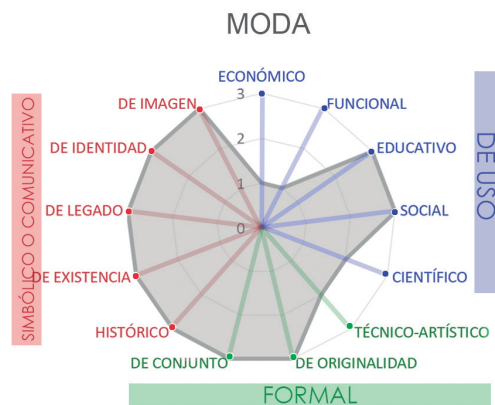 MODA
ECONÓMICO
3
DE IMAGEN
FUNCIONAL
2
DE IDENTIDAD
EDUCATIVO
1
DE LEGADO
SOCIAL
0
DE EXISTENCIA
CIENTÍFICO
HISTÓRICO
TÉCNICO-ARTÍSTICO
DE CONJUNTO
DE ORIGINALIDAD
SIMBÓLICO O COMUNICATIVO
DE USO
FORMAL